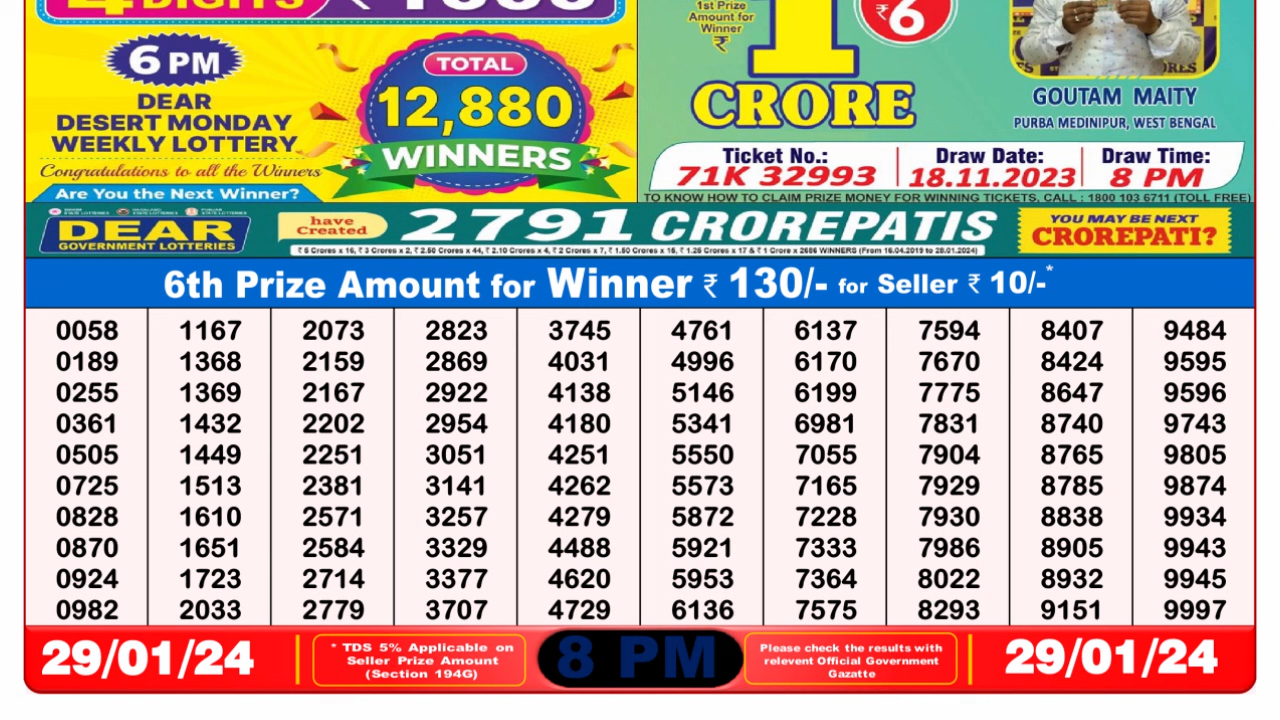 1st Prize
Amount for
Winner
₹
₹6
1
CRORE
6 PM
DEAR
DESERT MONDAY
WEEKLY LOTTERY
Congratulations to all the Winners
Are You the Next Winner?
TOTAL
12,880
WINNERS
GOUTAM MAITY
PURBA MEDINIPUR, WEST BENGAL
Ticket No.:
71K 32993
Draw Date:
18.11.2023
Draw Time:
8 PM
TO KNOW HOW TO CLAIM PRIZE MONEY FOR WINNING TICKETS, CALL : 1800 103 6711 (TOLL FREE)
DEAR
GOVERNMENT LOTTERIES
have
Created
2791 CROREPATIS
YOU MAY BE NEXT
CROREPATI?
6th Prize Amount for Winner ₹ 130/- for Seller ₹ 10/-*
0058 1167 2073 2823 3745 4761 6137 7594 8407 9484
0189 1368 2159 2869 4031 4996 6170 7670 8424 9595
0255 1369 2167 2922 4138 5146 6199 7775 8647 9596
0361 1432 2202 2954 4180 5341 6981 7831 8740 9743
0505 1449 2251 3051 4251 5550 7055 7904 8765 9805
0725 1513 2381 3141 4262 5573 7165 7929 8785 9874
0828 1610 2571 3257 4279 5872 7228 7930 8838 9934
0870 1651 2584 3329 4488 5921 7333 7986 8905 9943
0924 1723 2714 3377 4620 5953 7364 8022 8932 9945
0982 2033 2779 3707 4729 6136 7575 8293 9151 9997
29/01/24
* TDS 5% Applicable on
Seller Prize Amount
(Section 194G)
8 PM
Please check the results with
relevent Official Government
Gazatte
29/01/24